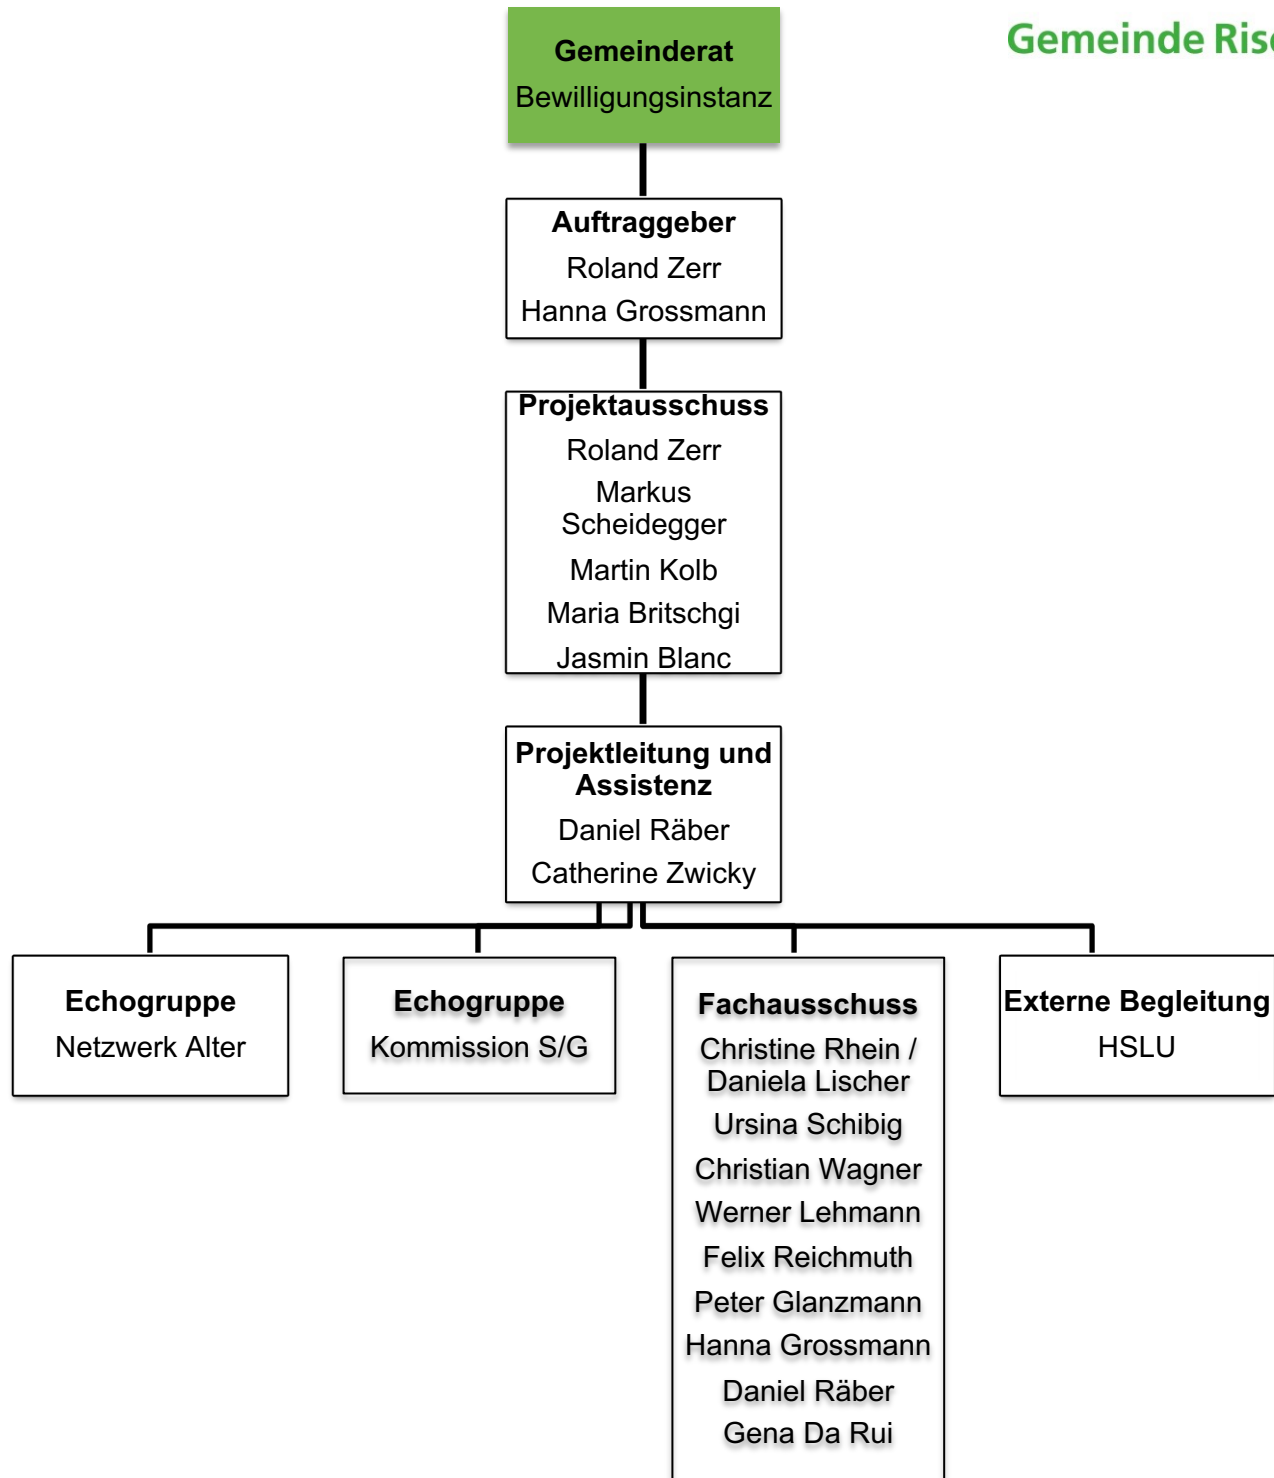 Gemeinde
Gemeinderat
Bewilligungsinstanz
Auftraggeber
Roland Zerr
Hanna Grossmann
Projektausschuss
Roland Zerr
Markus
Scheidegger
Martin Kolb
Maria Britschgi
Jasmin Blanc
Projektleitung und
Assistenz
Daniel Räber
Catherine Zwicky
Echogruppe
Netzwerk Alter
Echogruppe
Kommission S/G
Fachausschuss
Christine Rhein /
Daniela Lischer
Ursina Schibig
Christian Wagner
Werner Lehmann
Felix Reichmuth
Peter Glanzmann
Hanna Grossmann
Daniel Räber
Gena Da Rui
Externe Begleitung
HSLU